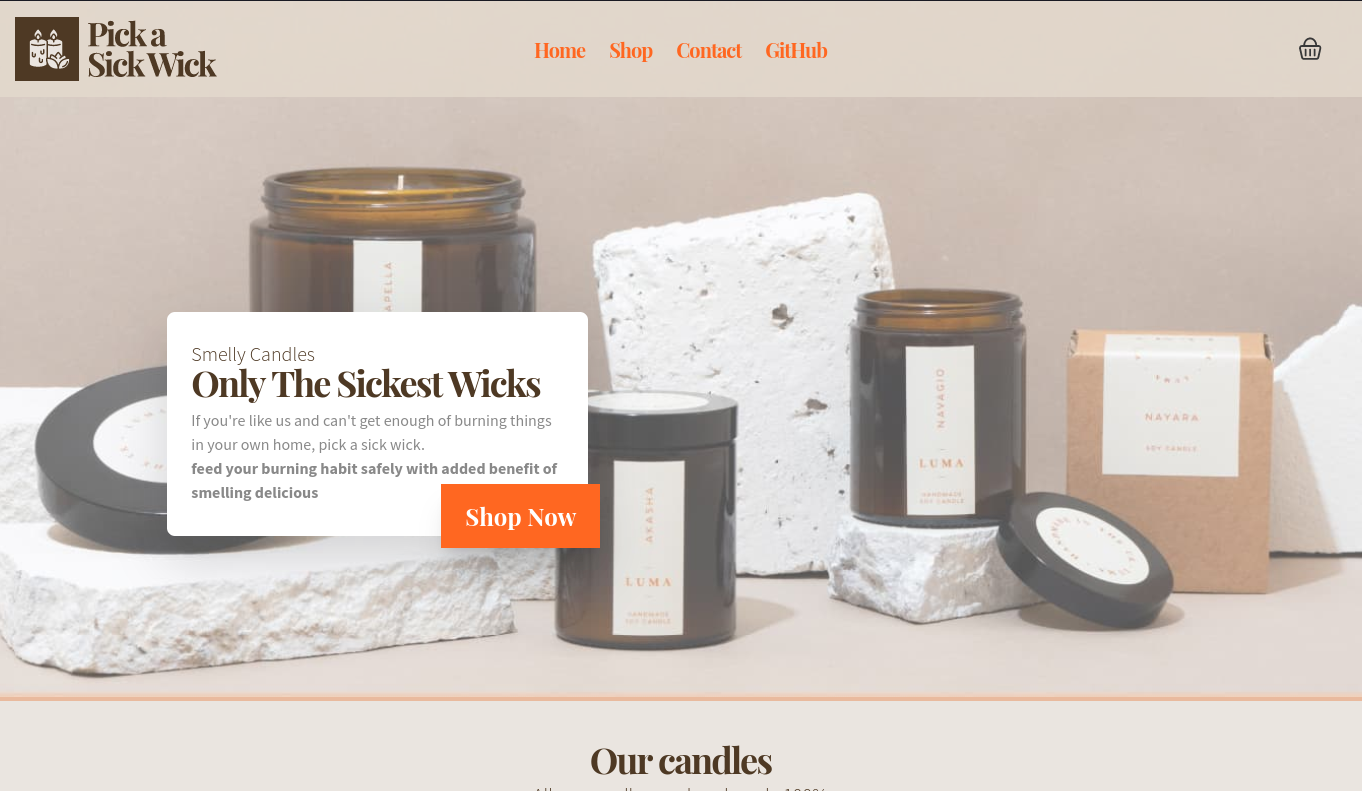 Pick a
Sick Wick
Home Shop Contact GitHub
APELLA
Smelly Candles
Only The Sickest Wicks
If you're like us and can't get enough of burning things
in your own home, pick a sick wick.
feed your burning habit safely with added benefit of
smelling delicious
Shop Now
AKASHA
LUMA
HANDMADE
SOY CANDLE
NAVAGIO
LUMA
HANDMADE
SOY CANDLE
NAYARA
SOY CANDLE
Our candles